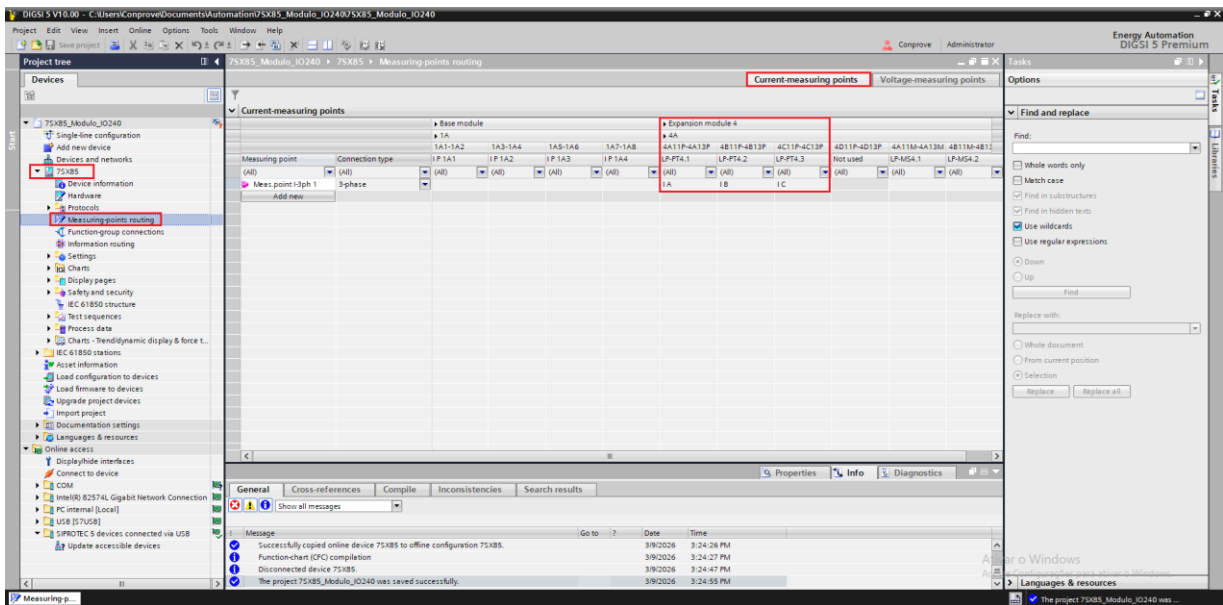 DIGSI 5 V10.00 - C:\Users\Conprove\Documents\Automation\7SX85_Modulo_IO240\7SX85_Modulo_IO240
Project Edit View Insert Online Options Tools Window Help
Save project
Conprove Administrator
Energy Automation
DIGSI 5 Premium
Project tree
7SX85_Modulo_IO240 ▸ 7SX85 ▸ Measuring-points routing
Tasks
Devices
Current-measuring points Voltage-measuring points
Options
Start
7SX85_Modulo_IO240
Single-line configuration
Add new device
Devices and networks
7SX85
Device information
Hardware
Protocols
Measuring-points routing
Function-group connections
Information routing
Settings
Charts
Display pages
Safety and security
IEC 61850 structure
Test sequences
Process data
Charts - Trend/dynamic display & force t...
IEC 61850 stations
Asset information
Load configuration to devices
Load firmware to devices
Upgrade project devices
Import project
Documentation settings
Languages & resources
Online access
Display/hide interfaces
Connect to device
COM
Intel(R) 82574L Gigabit Network Connection
PC internal [Local]
USB [S7USB]
SIPROTEC 5 devices connected via USB
Update accessible devices
Current-measuring points
Base module Expansion module 4
1A 4A
1A1-1A2 1A3-1A4 1A5-1A6 1A7-1A8 4A11P-4A13P 4B11P-4B13P 4C11P-4C13P 4D11P-4D13P 4A11M-4A13M 4B11M-4B13
Measuring point Connection type I P 1A1 I P 1A2 I P 1A3 I P 1A4 LP-PT4.1 LP-PT4.2 LP-PT4.3 Not used LP-MS4.1 LP-MS4.2
(All) (All) (All) (All) (All) (All) (All) (All) (All) (All) (All) (All)
Meas.point I-3ph 1 3-phase I A I B I C
Add new
Find and replace
Find:
Whole words only
Match case
Find in substructures
Find in hidden texts
Use wildcards
Use regular expressions
Down
Up
Find
Replace with:
Whole document
From current position
Selection
Replace Replace all
Tasks
Libraries
Properties Info Diagnostics
General Cross-references Compile Inconsistencies Search results
Show all messages
! Message Go to ? Date Time
Successfully copied online device 7SX85 to offline configuration 7SX85. 3/9/2026 3:24:26 PM
Function-chart (CFC) compilation 3/9/2026 3:24:27 PM
Disconnected device 7SX85. 3/9/2026 3:24:47 PM
The project 7SX85_Modulo_IO240 was saved successfully. 3/9/2026 3:24:55 PM
ar o Windows
Languages & resources
Measuring-p...
The project 7SX85_Modulo_IO240 was ...